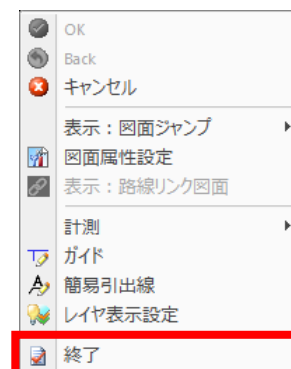 OK
Back
キャンセル
表示：図面ジャンプ
図面属性設定
表示：路線リンク図面
計測
ガイド
簡易引出線
レイヤ表示設定
終了